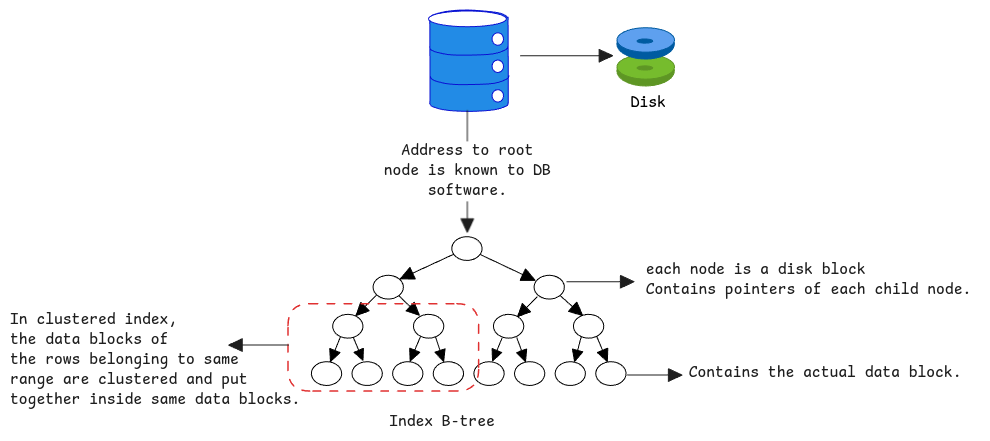 Disk
Address to root
node is known to DB
software.
each node is a disk block
Contains pointers of each child node.
In clustered index,
the data blocks of
the rows belonging to same
range are clustered and put
together inside same data blocks.
Contains the actual data block.
Index B-tree